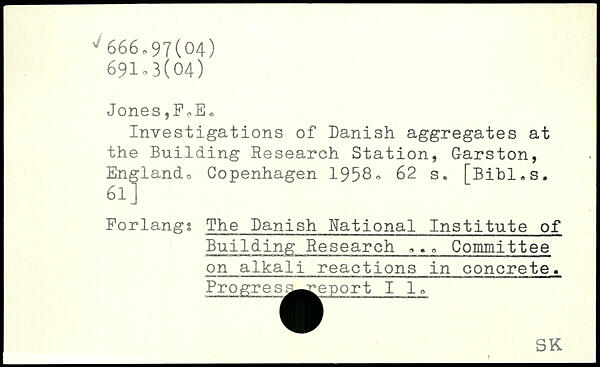 ✓ 666.97(04)
691.3(04)
Jones,F.E.
Investigations of Danish aggregates at
the Building Research Station, Garston,
England. Copenhagen 1958. 62 s. [Bibl.s.
61]
Forlang: The Danish National Institute of
Building Research ... Committee
on alkali reactions in concrete.
Progress report I 1.
SK